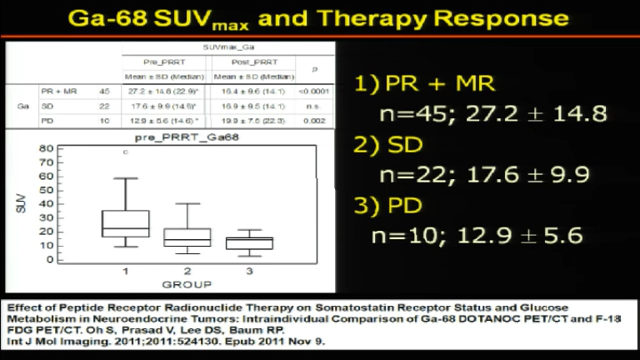 Ga-68 SUVmax and Therapy Response
SUVmax_Ga
Pre_PRRT Post_PRRT p
Mean ± SD (Median) Mean ± SD (Median)
PR + MR 45 27.2 ± 14.8 (22.9)* 16.4 ± 9.6 (14.1) <0.0001
Ga SD 22 17.6 ± 9.9 (14.6)* 16.9 ± 9.5 (14.1) n.s.
PD 10 12.9 ± 5.6 (14.6)* 19.9 ± 7.5 (22.3) 0.002
pre_PRRT_Ga68
80
70
60
50
40
30
20
10
0
SUV
1 2 3
GROUP
1) PR + MR
n=45; 27.2 ± 14.8
2) SD
n=22; 17.6 ± 9.9
3) PD
n=10; 12.9 ± 5.6
Effect of Peptide Receptor Radionuclide Therapy on Somatostatin Receptor Status and Glucose
Metabolism in Neuroendocrine Tumors: Intraindividual Comparison of Ga-68 DOTANOC PET/CT and F-18
FDG PET/CT. Oh S, Prasad V, Lee DS, Baum RP.
Int J Mol Imaging. 2011;2011:524130. Epub 2011 Nov 9.